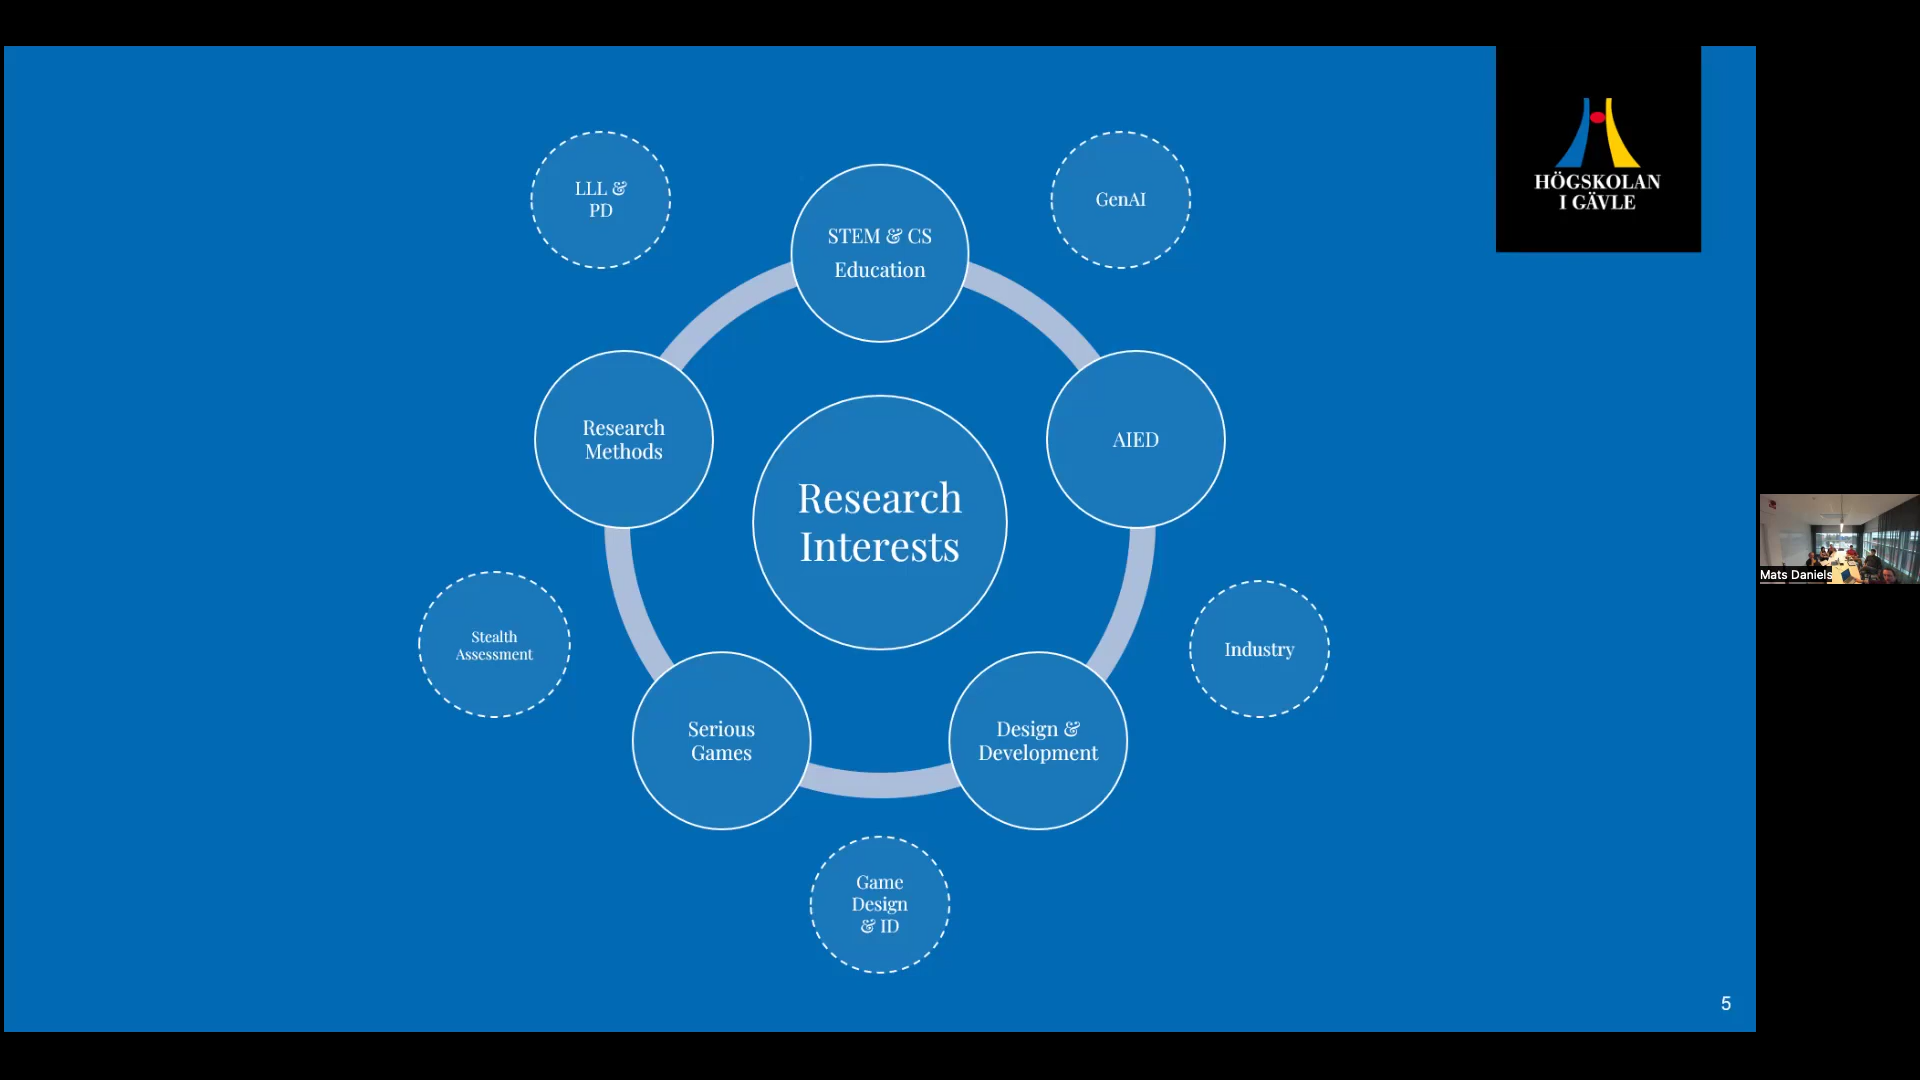 HÖGSKOLAN
I GÄVLE
LLL &
PD
GenAI
STEM & CS
Education
Research
Methods
AIED
Research
Interests
Stealth
Assessment
Industry
Serious
Games
Design &
Development
Game
Design
& ID
5
Mats Daniels